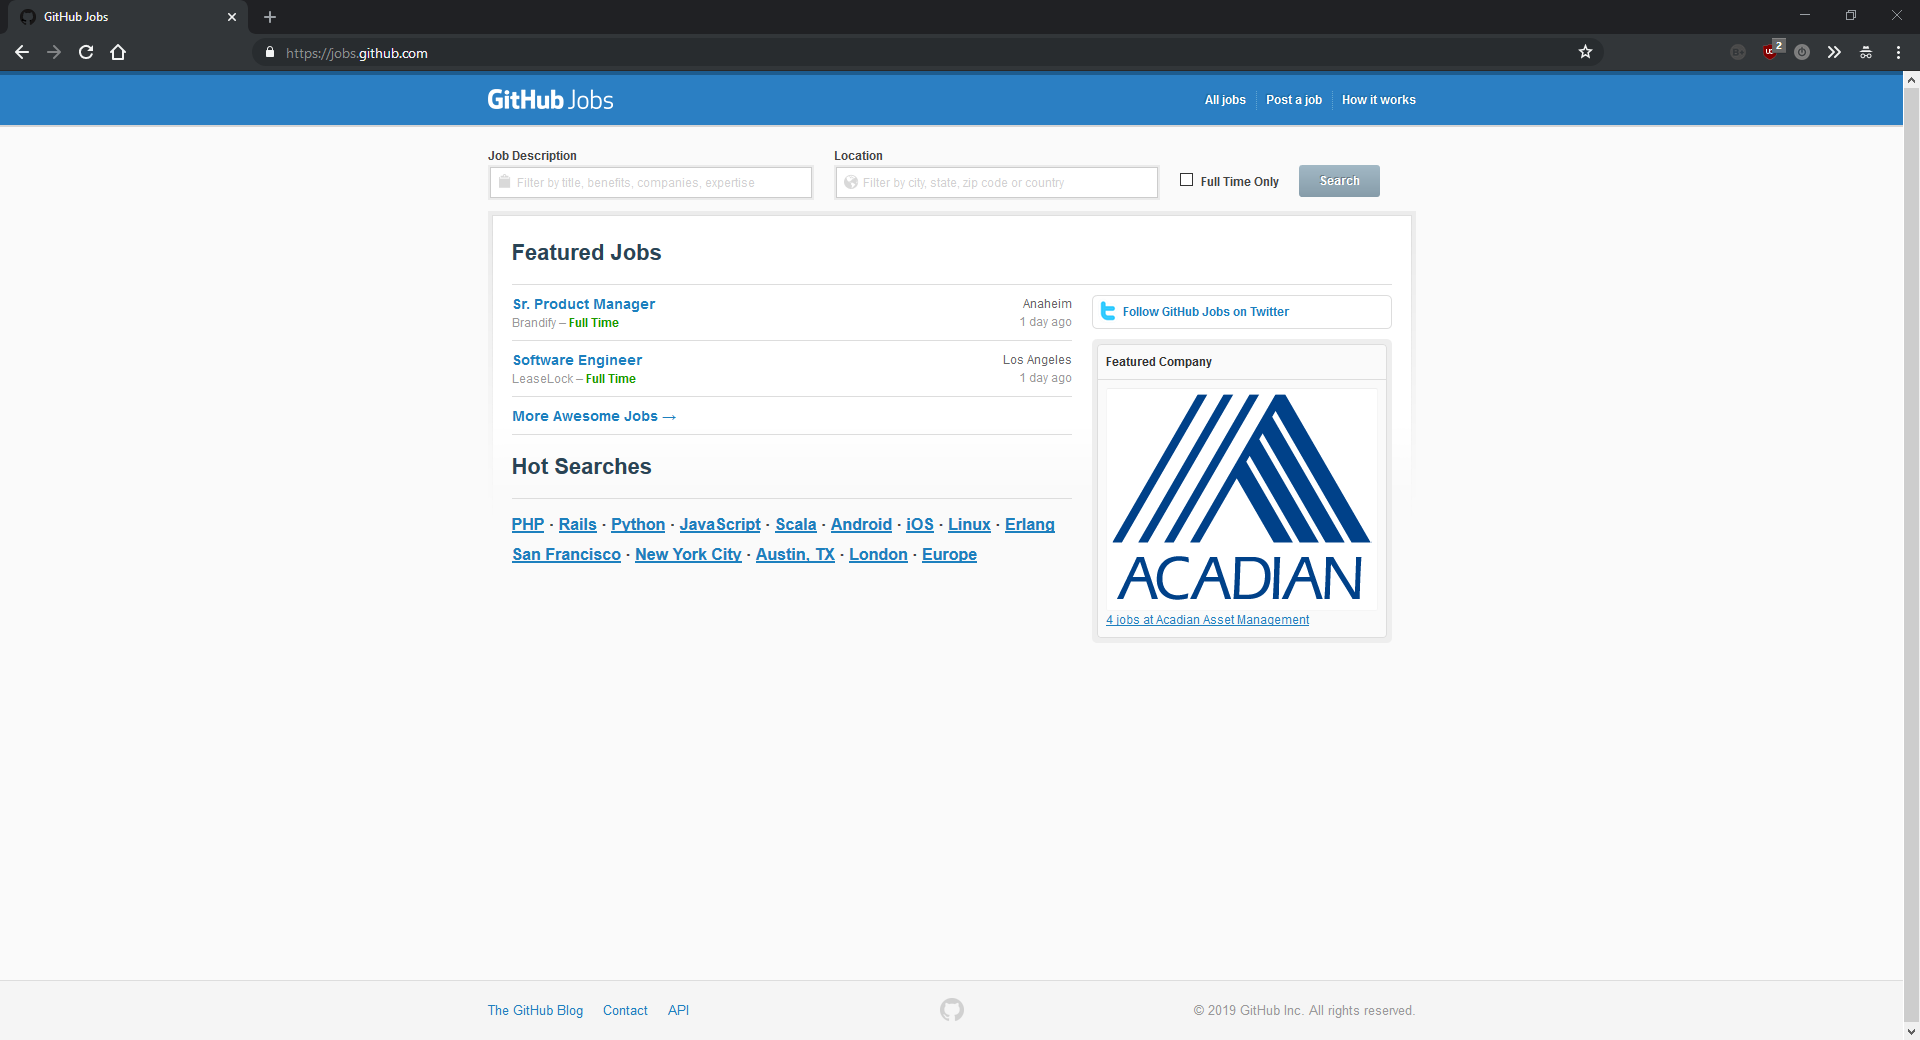 GitHub Jobs
https://jobs.github.com
2
GitHub Jobs
All jobs
Post a job
How it works
Job Description
Location
Filter by title, benefits, companies, expertise
Filter by city, state, zip code or country
Full Time Only
Search
Featured Jobs
Sr. Product Manager
Anaheim
Brandify – Full Time
1 day ago
Software Engineer
Los Angeles
LeaseLock – Full Time
1 day ago
More Awesome Jobs →
Hot Searches
PHP · Rails · Python · JavaScript · Scala · Android · iOS · Linux · Erlang
San Francisco · New York City · Austin, TX · London · Europe
Follow GitHub Jobs on Twitter
Featured Company
ACADIAN
4 jobs at Acadian Asset Management
The GitHub Blog
Contact
API
© 2019 GitHub Inc. All rights reserved.